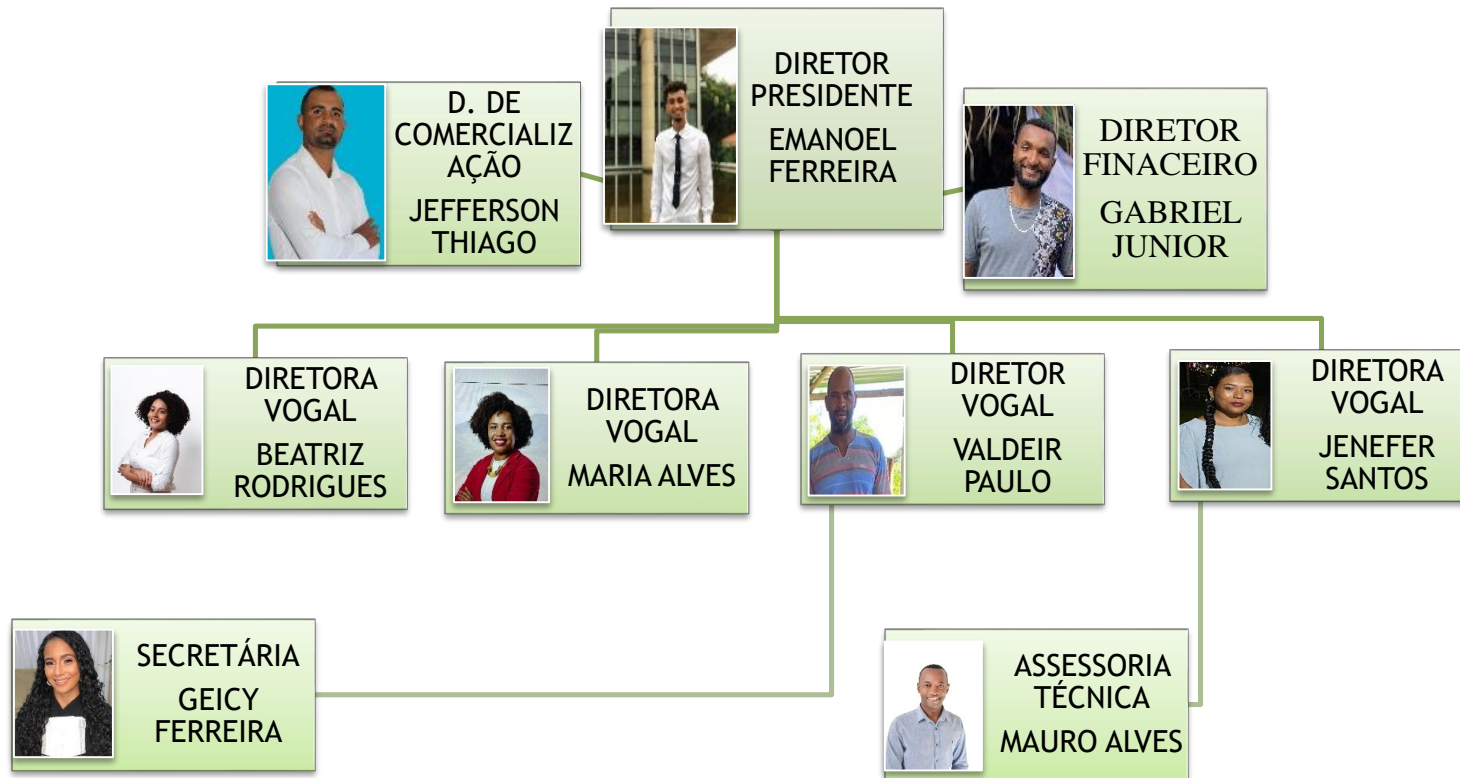 DIRETOR
PRESIDENTE
EMANOEL
FERREIRA
D. DE
COMERCIALIZ
AÇÃO
JEFFERSON
THIAGO
DIRETOR
FINACEIRO
GABRIEL
JUNIOR
DIRETORA
VOGAL
BEATRIZ
RODRIGUES
DIRETORA
VOGAL
MARIA ALVES
DIRETOR
VOGAL
VALDEIR
PAULO
DIRETORA
VOGAL
JENEFER
SANTOS
SECRETÁRIA
GEICY
FERREIRA
ASSESSORIA
TÉCNICA
MAURO ALVES